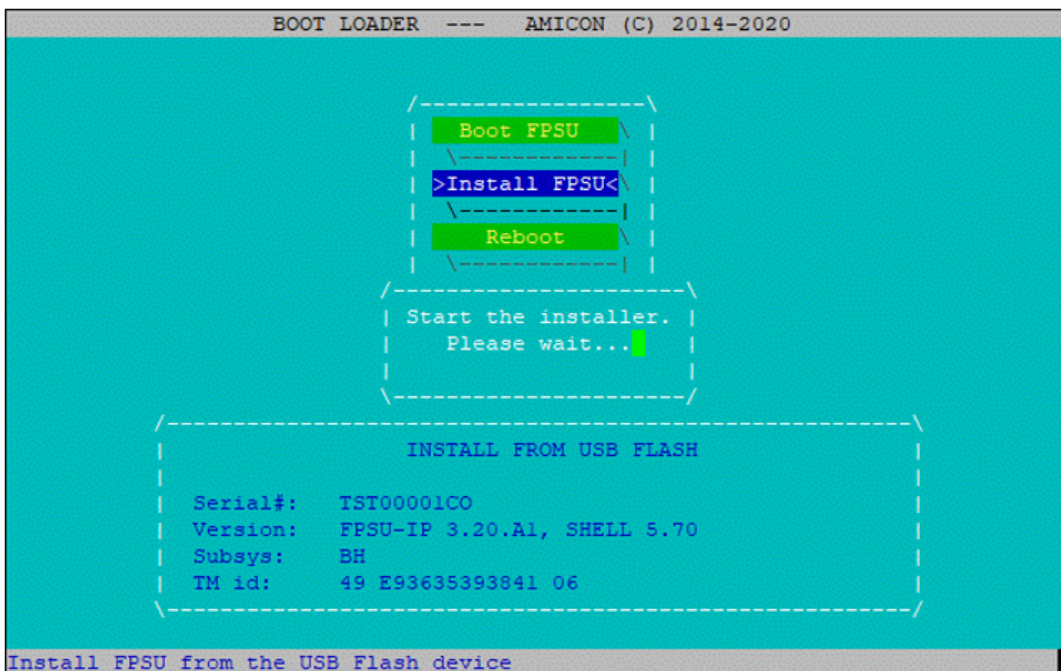 BOOT LOADER --- AMICON (C) 2014-2020
Boot FPSU
>Install FPSU<
Reboot
Start the installer.
Please wait...
INSTALL FROM USB FLASH
Serial#: TST00001CO
Version: FPSU-IP 3.20.A1, SHELL 5.70
Subsys: BH
TM id: 49 E93635393841 06
Install FPSU from the USB Flash device